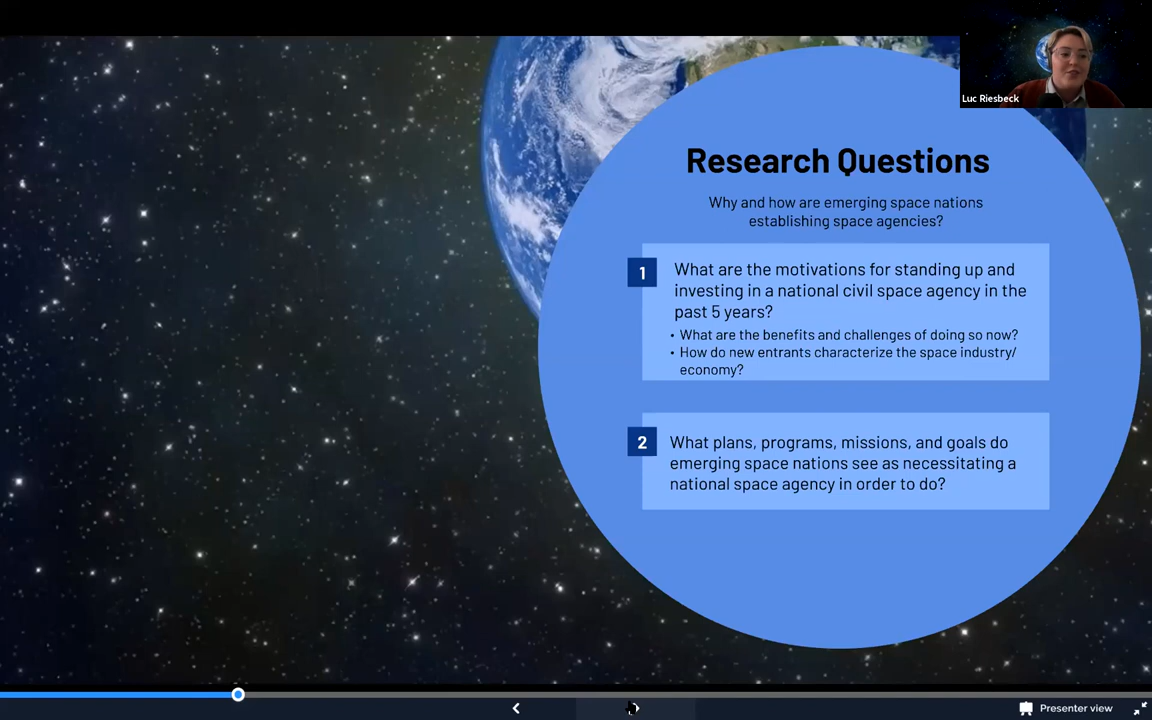 Luc Riesbeck
Research Questions
Why and how are emerging space nations
establishing space agencies?
1
What are the motivations for standing up and
investing in a national civil space agency in the
past 5 years?
• What are the benefits and challenges of doing so now?
• How do new entrants characterize the space industry/
economy?
2
What plans, programs, missions, and goals do
emerging space nations see as necessitating a
national space agency in order to do?
Presenter view